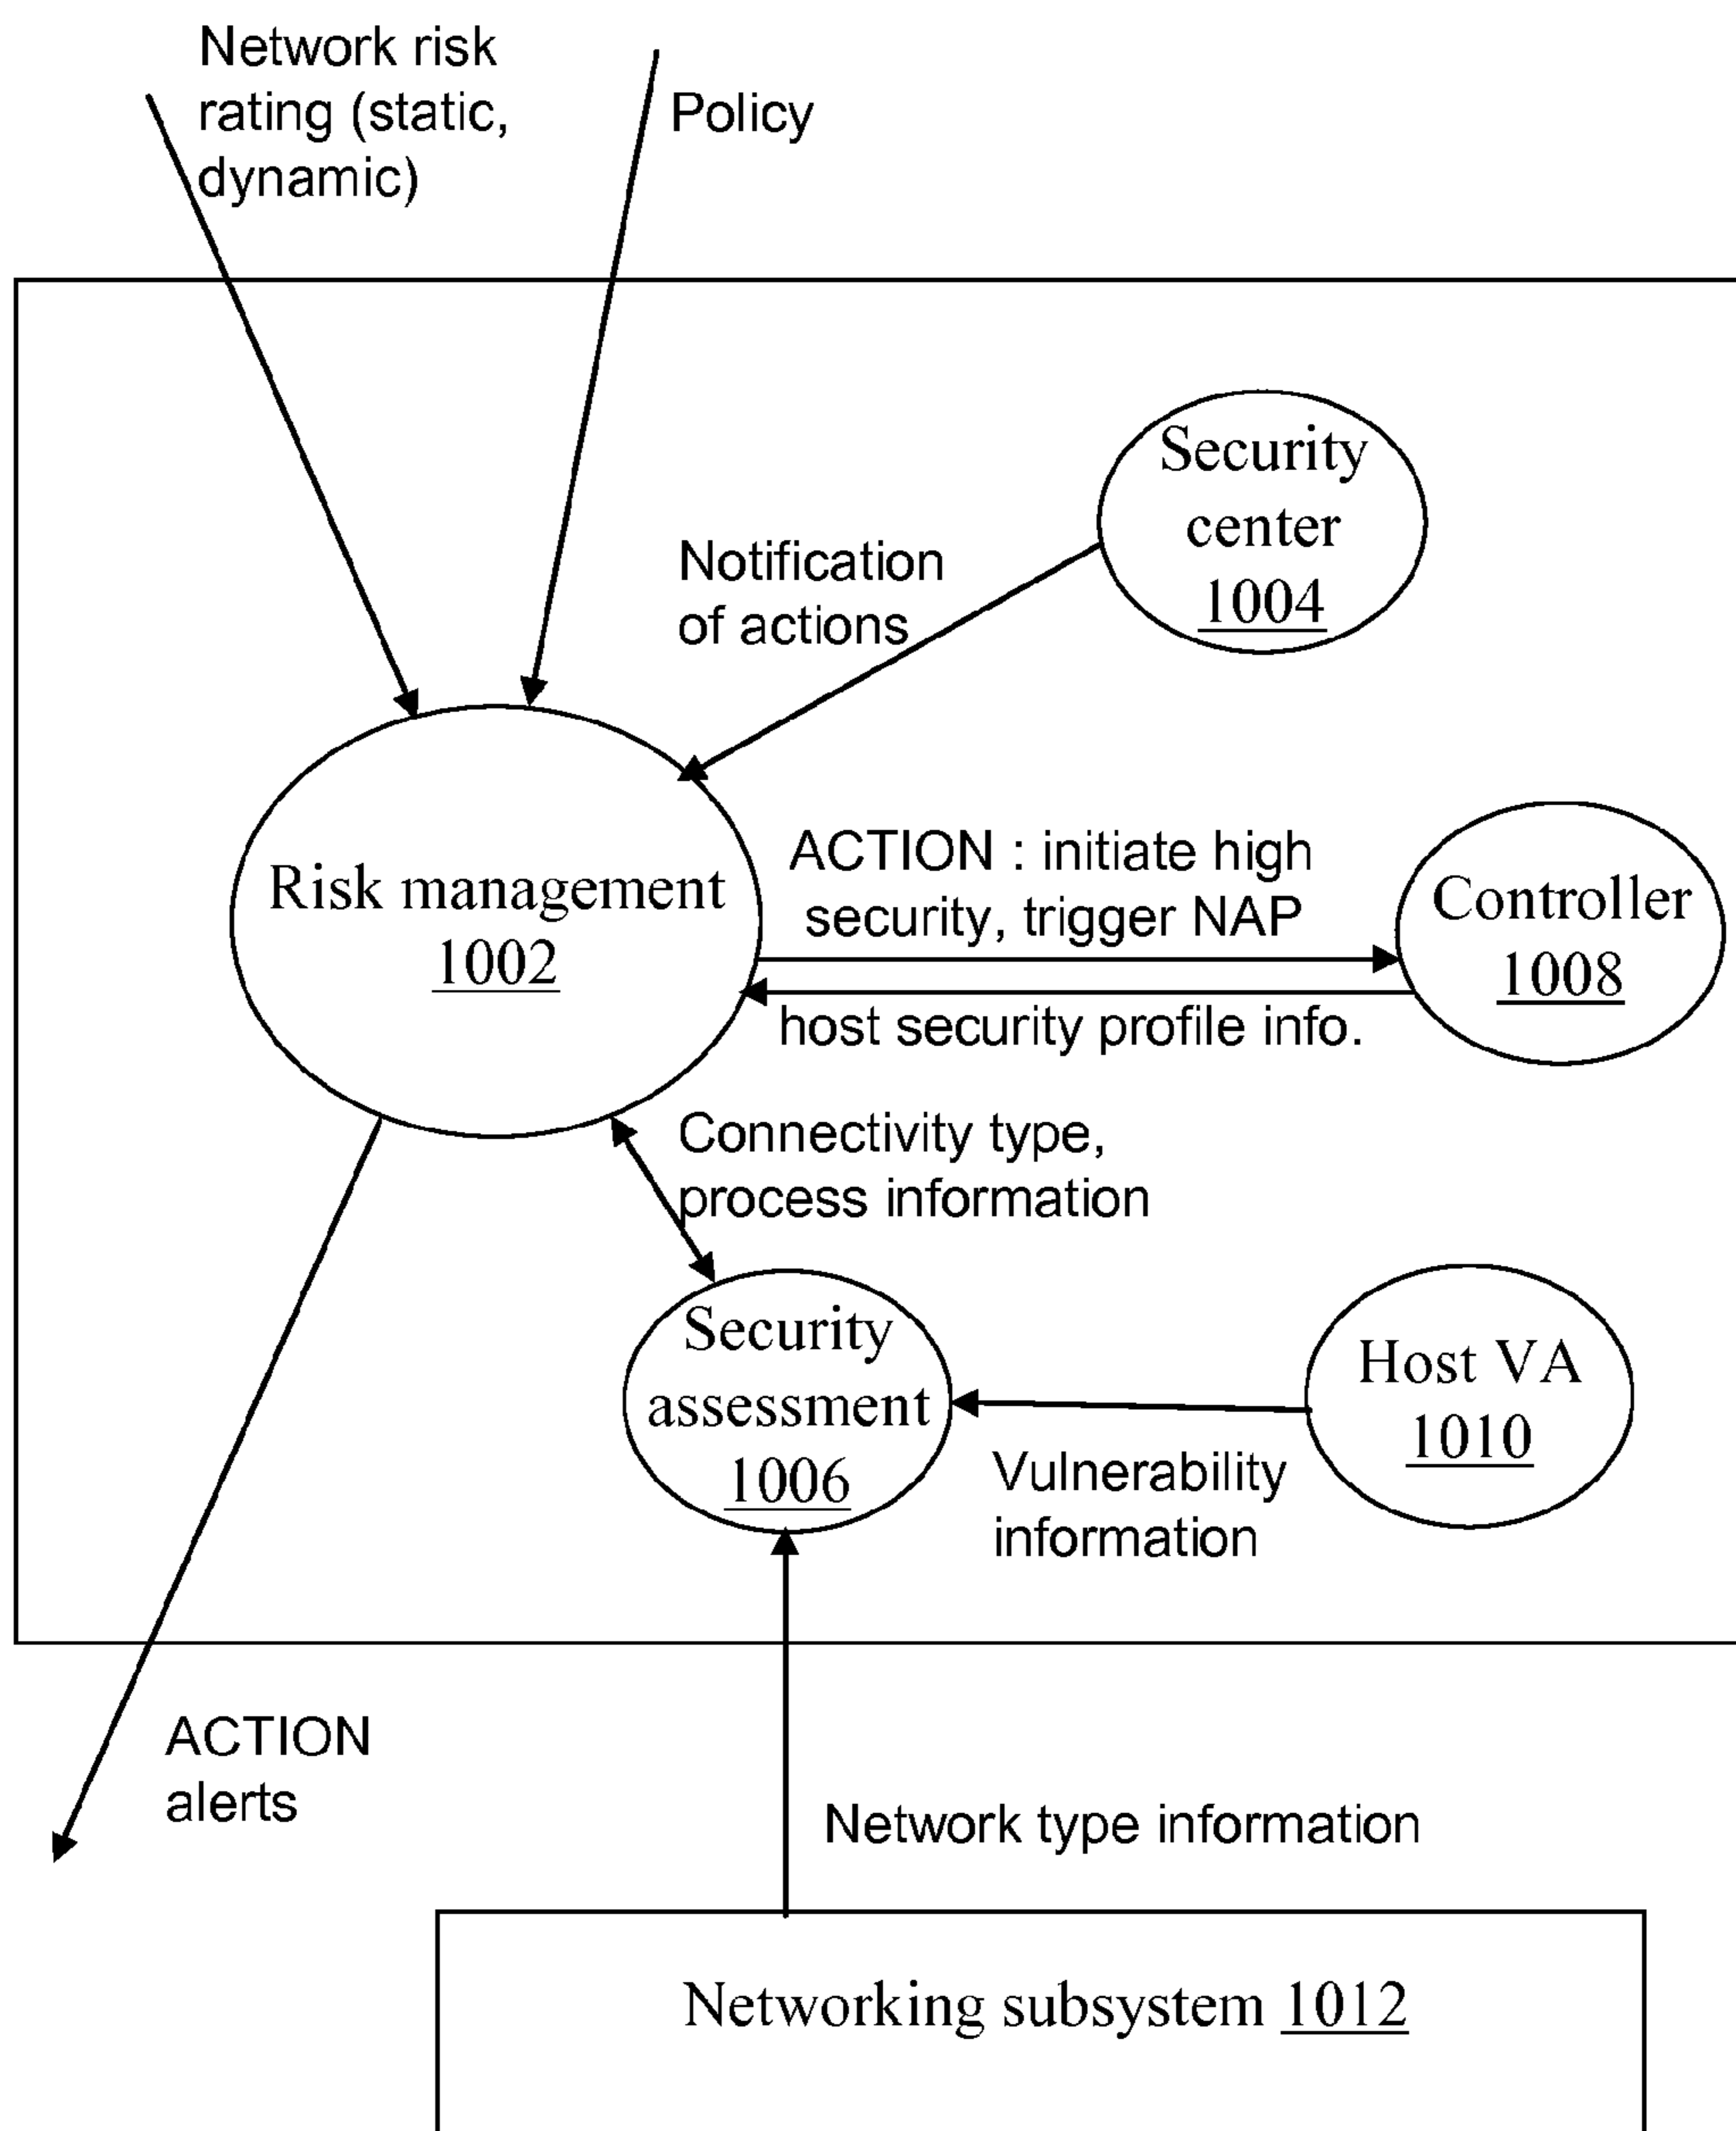 Network risk
rating (static,
dynamic)
Policy
Security
center
1004
Notification
of actions
Risk management
1002
ACTION : initiate high
security, trigger NAP
Controller
1008
host security profile info.
Connectivity type,
process information
Security
assessment
1006
Host VA
1010
Vulnerability
information
ACTION
alerts
Network type information
Networking subsystem 1012